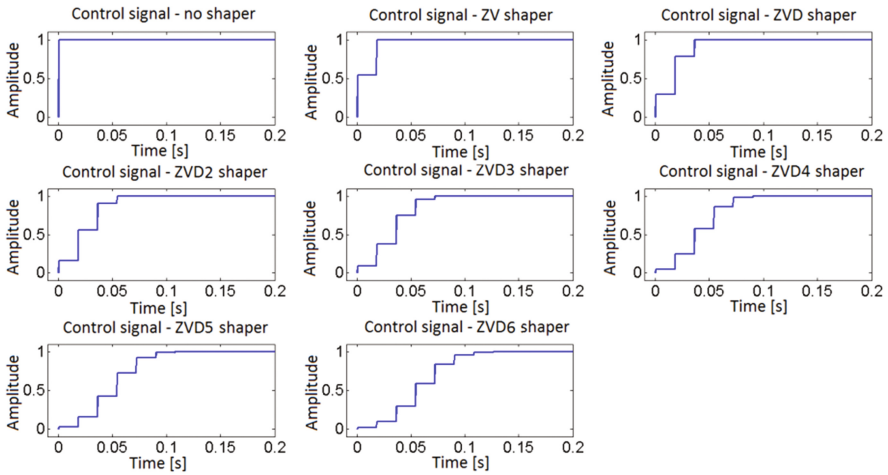 Control signal - no shaper
Control signal - ZV shaper
Control signal - ZVD shaper
Amplitude
1
0.5
0
0
0.05
0.1
0.15
0.2
Time [s]
Amplitude
1
0.5
0
0
0.05
0.1
0.15
0.2
Time [s]
Amplitude
1
0.5
0
0
0.05
0.1
0.15
0.2
Time [s]
Control signal - ZVD2 shaper
Control signal - ZVD3 shaper
Control signal - ZVD4 shaper
Amplitude
1
0.5
0
0
0.05
0.1
0.15
0.2
Time [s]
Amplitude
1
0.5
0
0
0.05
0.1
0.15
0.2
Time [s]
Amplitude
1
0.5
0
0
0.05
0.1
0.15
0.2
Time [s]
Control signal - ZVD5 shaper
Control signal - ZVD6 shaper
Amplitude
1
0.5
0
0
0.05
0.1
0.15
0.2
Time [s]
Amplitude
1
0.5
0
0
0.05
0.1
0.15
0.2
Time [s]